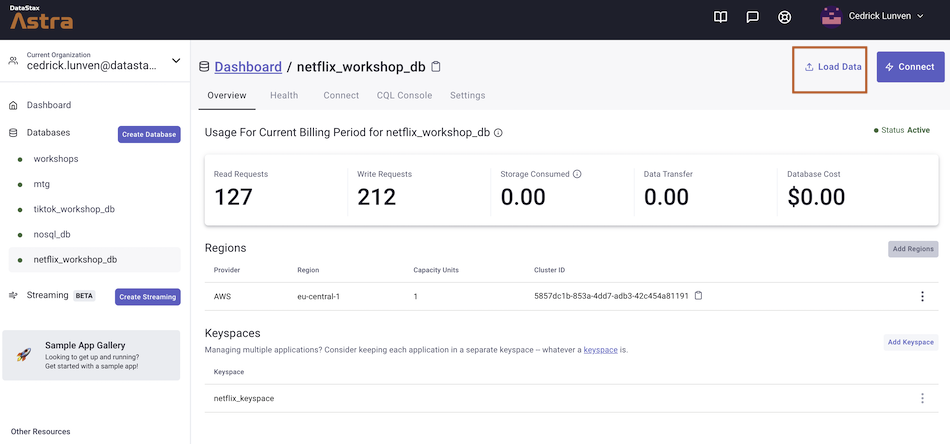 DataStax
Astra
Cedrick Lunven
Current Organization
cedrick.lunven@datasta...
Dashboard
Databases
Create Database
workshops
mtg
tiktok_workshop_db
nosql_db
netflix_workshop_db
Streaming BETA
Create Streaming
Sample App Gallery
Looking to get up and running?
Get started with a sample app!
Other Resources
Dashboard / netflix_workshop_db
Load Data
Connect
Overview Health Connect CQL Console Settings
Usage For Current Billing Period for netflix_workshop_db
Status Active
Read Requests Write Requests Storage Consumed Data Transfer Database Cost
127 212 0.00 0.00 $0.00
Regions
Add Regions
Provider Region Capacity Units Cluster ID
AWS eu-central-1 1 5857dc1b-853a-4dd7-adb3-42c454a81191
Keyspaces
Managing multiple applications? Consider keeping each application in a separate keyspace – whatever a keyspace is.
Add Keyspace
Keyspace
netflix_keyspace